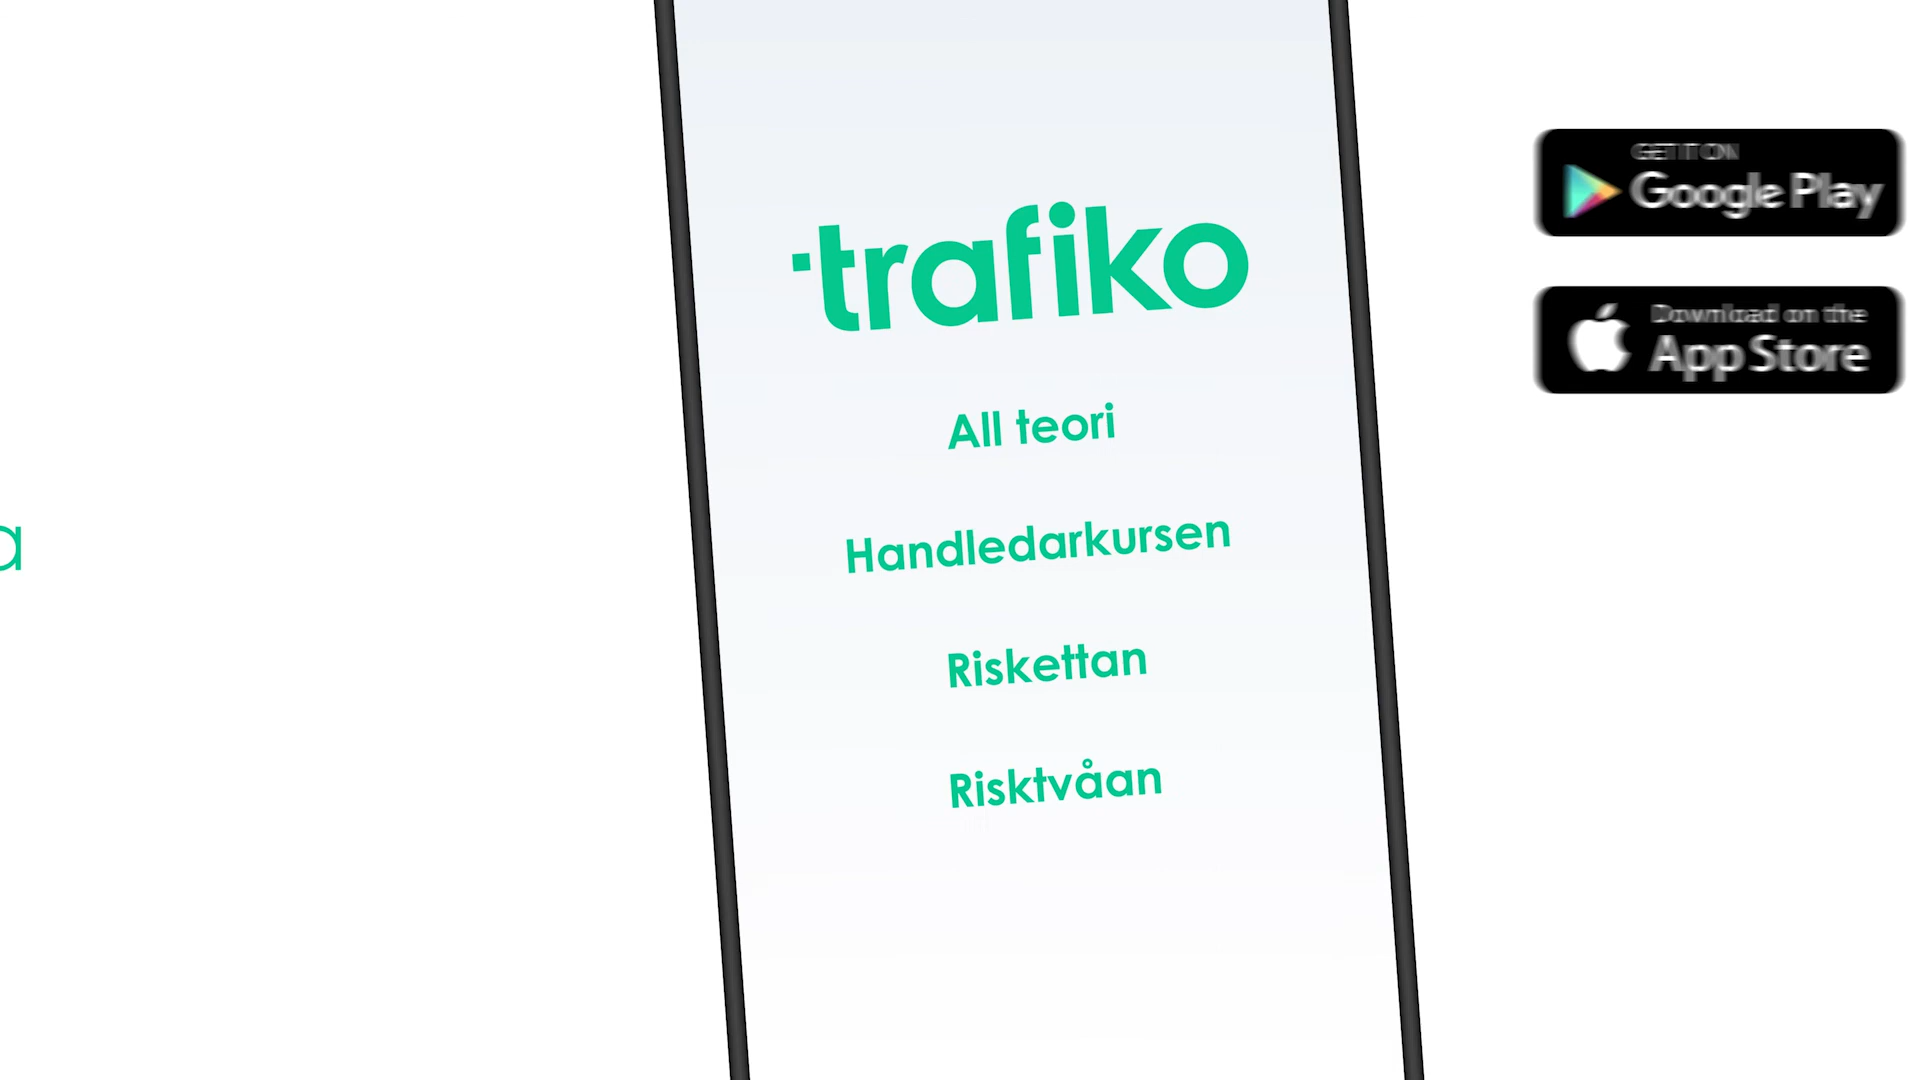 trafiko
All teori
Handledarkursen
Riskettan
Risktvåan
GET IT ON
Google Play
Download on the
App Store